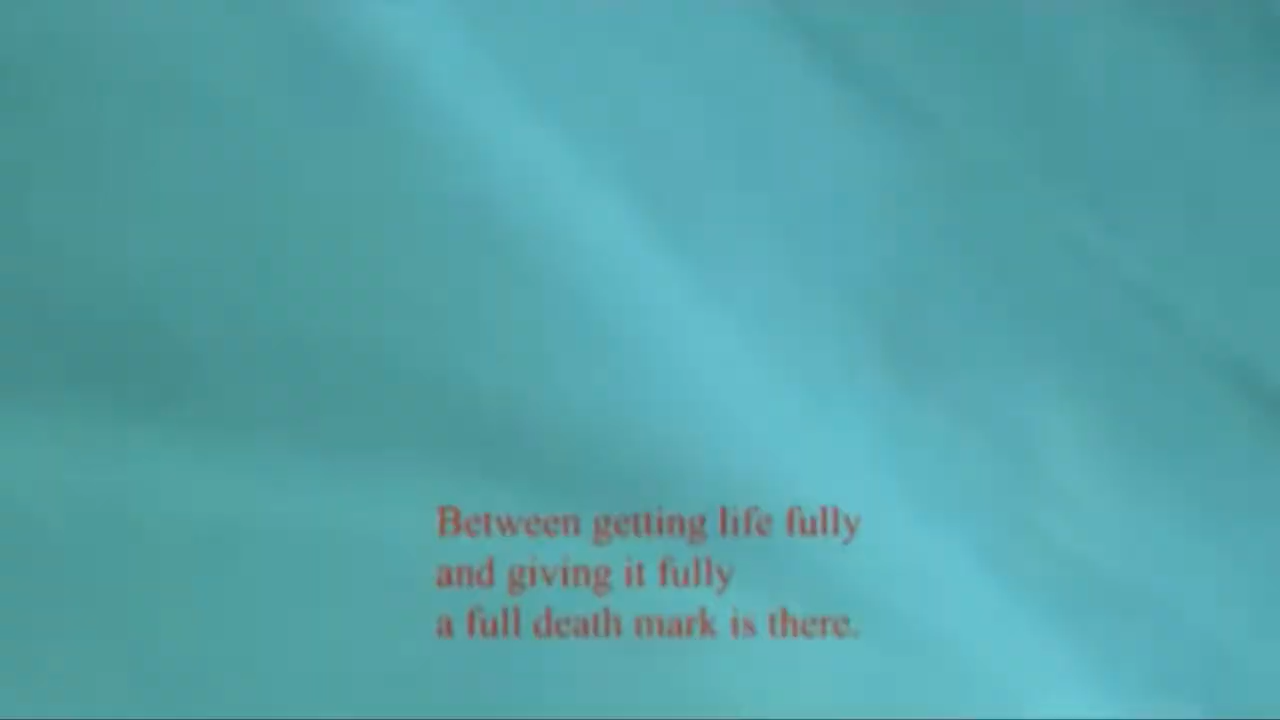 Between getting life fully
and giving it fully
a full death mark is there.